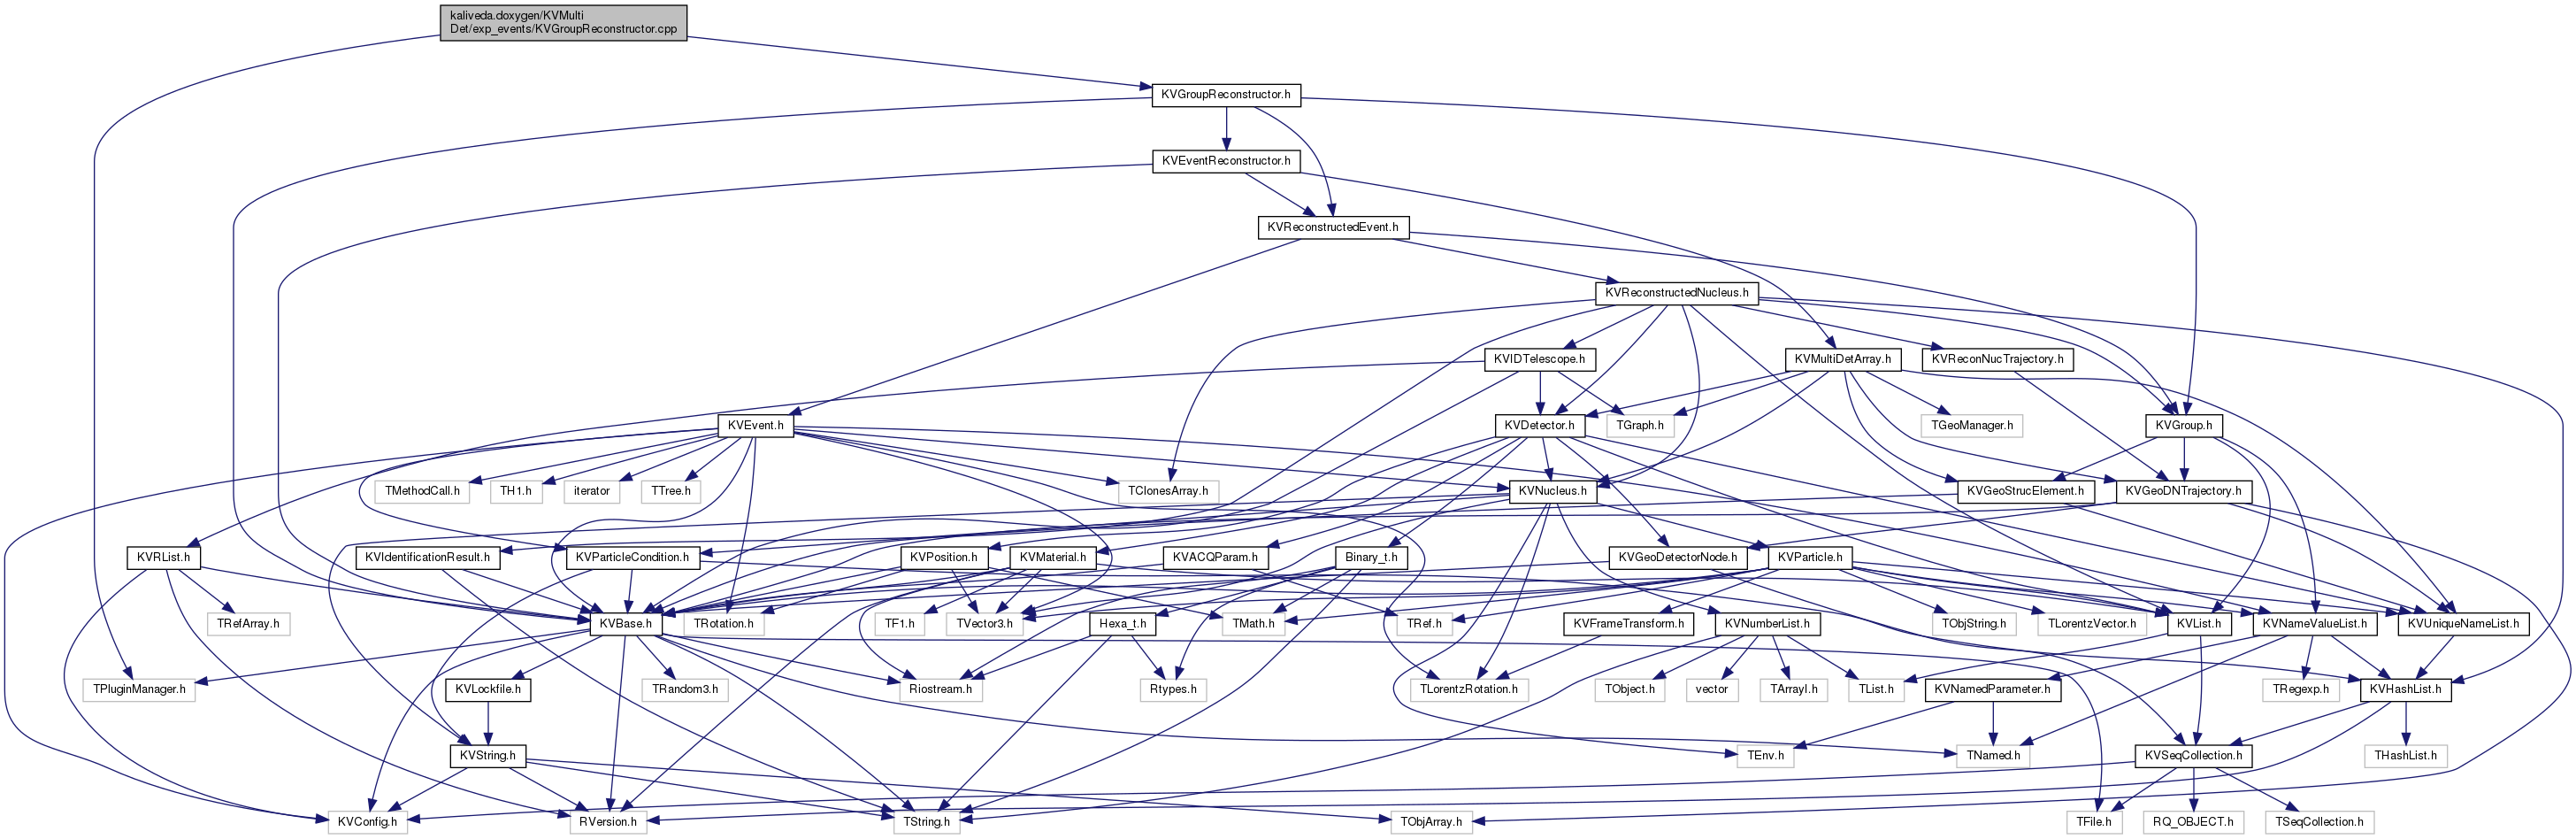 kaliveda.doxygen/KVMulti
Det/exp_events/KVGroupReconstructor.cpp
KVGroupReconstructor.h
KVEventReconstructor.h
KVReconstructedEvent.h
KVReconstructedNucleus.h
KVIDTelescope.h
KVMultiDetArray.h
KVReconNucTrajectory.h
KVEvent.h
KVDetector.h
TGraph.h
TGeoManager.h
KVGroup.h
TMethodCall.h
TH1.h
iterator
TTree.h
TClonesArray.h
KVNucleus.h
KVGeoStrucElement.h
KVGeoDNTrajectory.h
KVRList.h
KVIdentificationResult.h
KVParticleCondition.h
KVPosition.h
KVMaterial.h
KVACQParam.h
Binary_t.h
KVGeoDetectorNode.h
KVParticle.h
TRefArray.h
KVBase.h
TRotation.h
TF1.h
TVector3.h
Hexa_t.h
TMath.h
TRef.h
KVFrameTransform.h
KVNumberList.h
TObjString.h
TLorentzVector.h
KVList.h
KVNameValueList.h
KVUniqueNameList.h
TPluginManager.h
KVLockfile.h
TRandom3.h
Riostream.h
Rtypes.h
TLorentzRotation.h
TObject.h
vector
TArrayI.h
TList.h
KVNamedParameter.h
TRegexp.h
KVHashList.h
KVString.h
TEnv.h
TNamed.h
KVSeqCollection.h
THashList.h
KVConfig.h
RVersion.h
TObjArray.h
TString.h
TFile.h
RQ_OBJECT.h
TSeqCollection.h